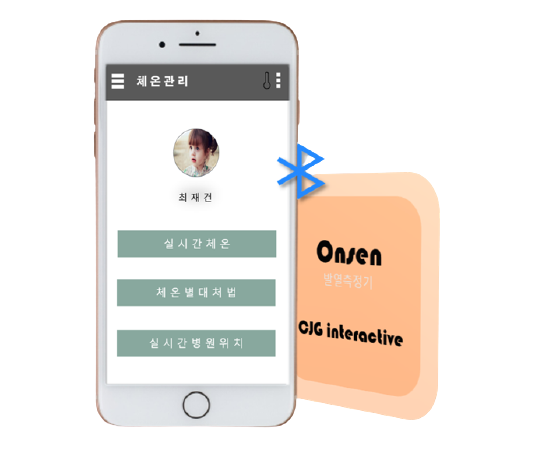 체온관리
최재건
실시간체온
체온별대처법
실시간병원위치
Onsen
발열측정기
CJG interactive